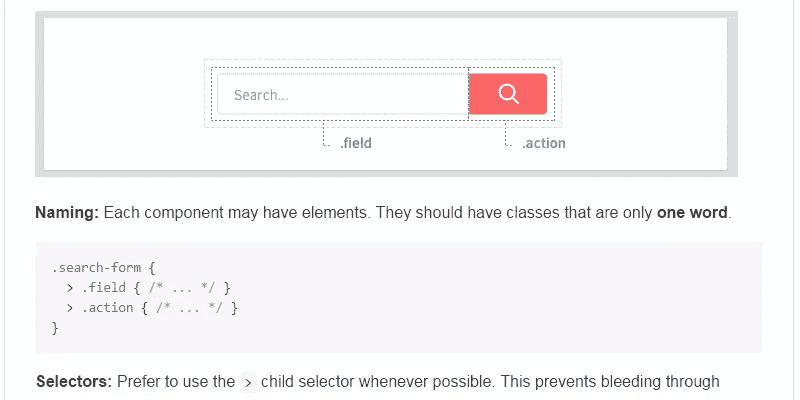 Search...
.field
.action
Naming: Each component may have elements. They should have classes that are only one word.
.search-form {
  > .field { /* ... */ }
  > .action { /* ... */ }
}
Selectors: Prefer to use the > child selector whenever possible. This prevents bleeding through